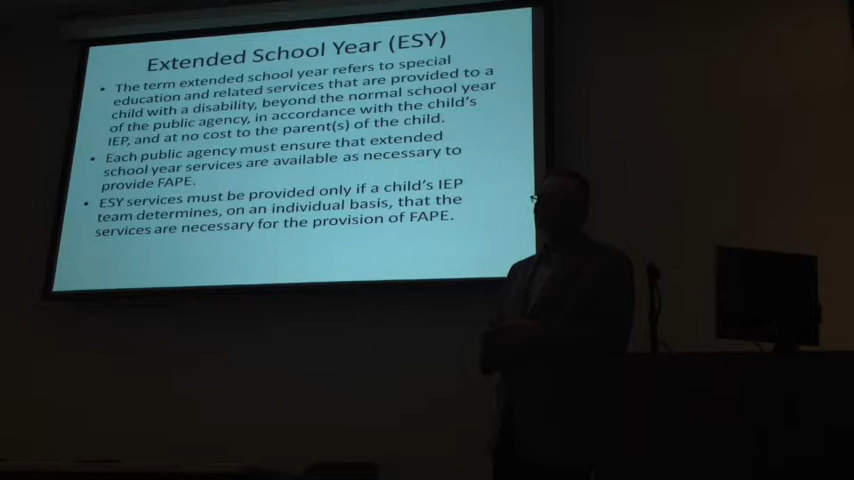 Extended School Year (ESY)
• The term extended school year refers to special
education and related services that are provided to a
child with a disability, beyond the normal school year
of the public agency, in accordance with the child's
IEP, and at no cost to the parent(s) of the child.
• Each public agency must ensure that extended
school year services are available as necessary to
provide FAPE.
• ESY services must be provided only if a child's IEP
team determines, on an individual basis, that the
services are necessary for the provision of FAPE.